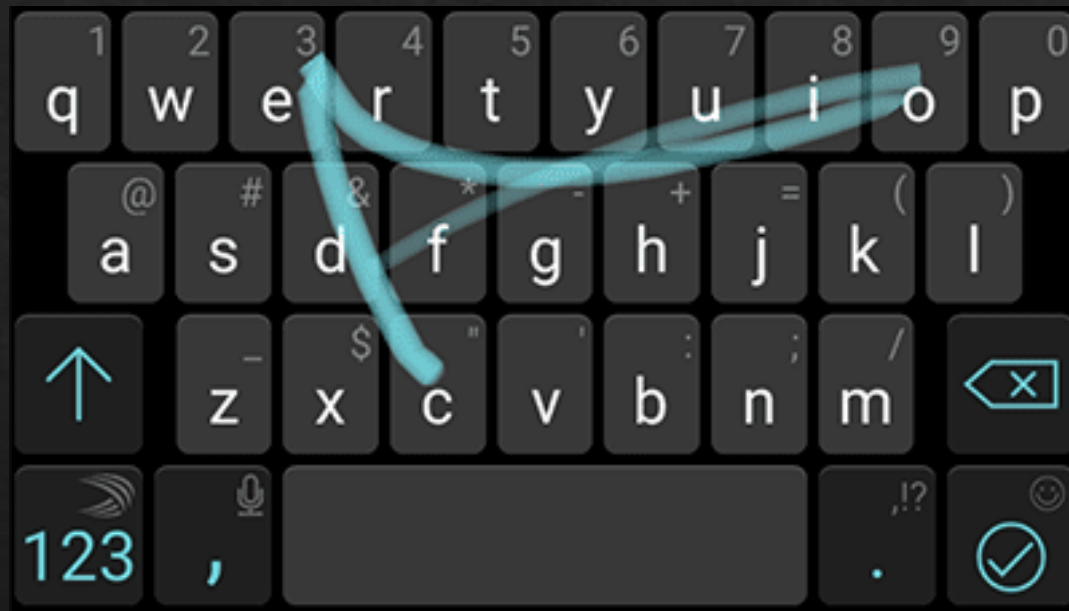 1 2 3 4 5 6 7 8 9 0
q w e r t y u i o p
@ # & * - + = ( )
a s d f g h j k l
_ $ " ' : ; /
z x c v b n m
,!?
123 , .